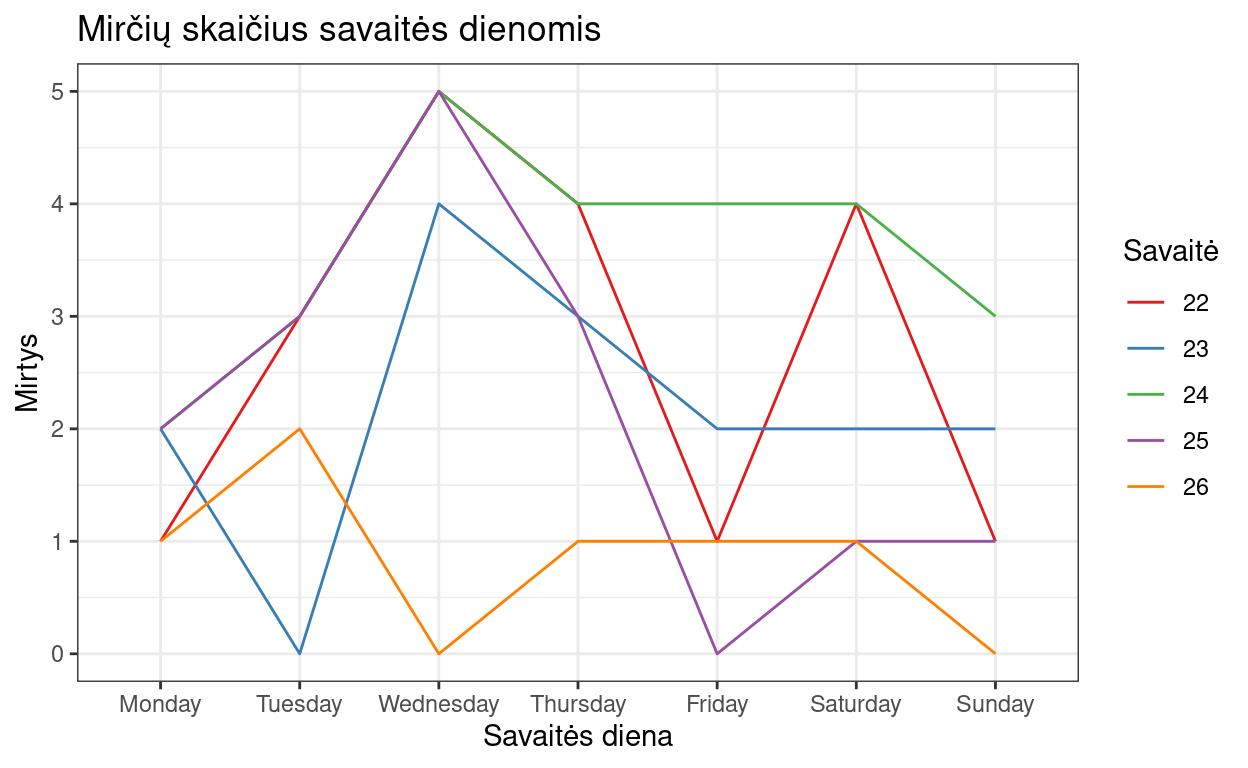 Mirčių skaičius savaitės dienomis
5
4
3
2
1
0
Mirtys
Monday
Tuesday
Wednesday
Thursday
Friday
Saturday
Sunday
Savaitės diena
Savaitė
22
23
24
25
26